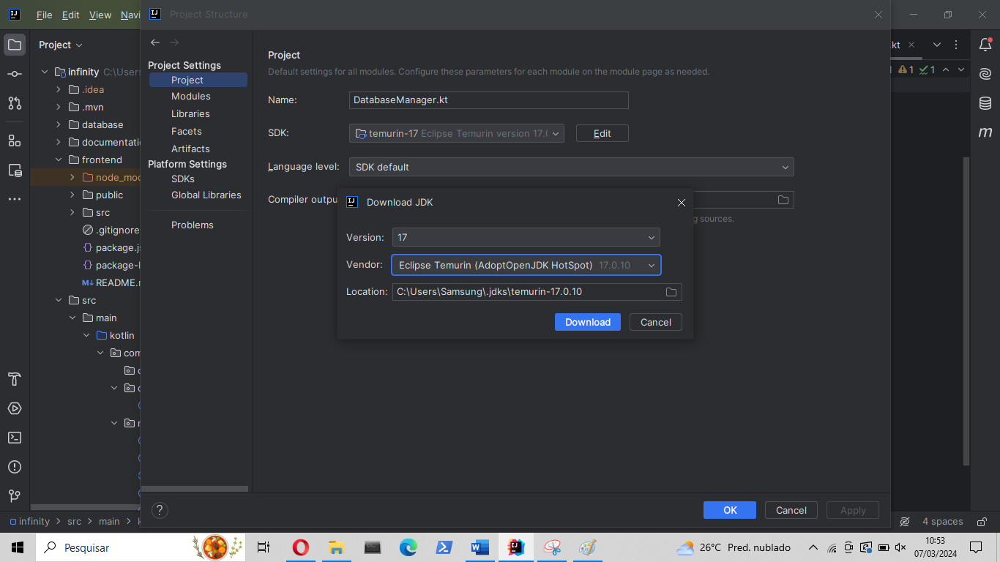 File Edit View Navi
Project Structure
Project
infinity C:\Users
.idea
.mvn
database
documentatio
frontend
node_mod
public
src
.gitignore
package.js
package-l
README.m
src
main
kotlin
com
Project Settings
Project
Modules
Libraries
Facets
Artifacts
Platform Settings
SDKs
Global Libraries
Problems
Project
Default settings for all modules. Configure these parameters for each module on the module page as needed.
Name: DatabaseManager.kt
SDK: temurin-17 Eclipse Temurin version 17.0 Edit
Language level: SDK default
Compiler outpu
g sources.
Download JDK
Version: 17
Vendor: Eclipse Temurin (AdoptOpenJDK HotSpot) 17.0.10
Location: C:\Users\Samsung\.jdks\temurin-17.0.10
Download Cancel
? OK Cancel Apply
.kt
1 1
m
infinity > src > main > k
4 spaces
Pesquisar
26°C Pred. nublado
10:53
07/03/2024